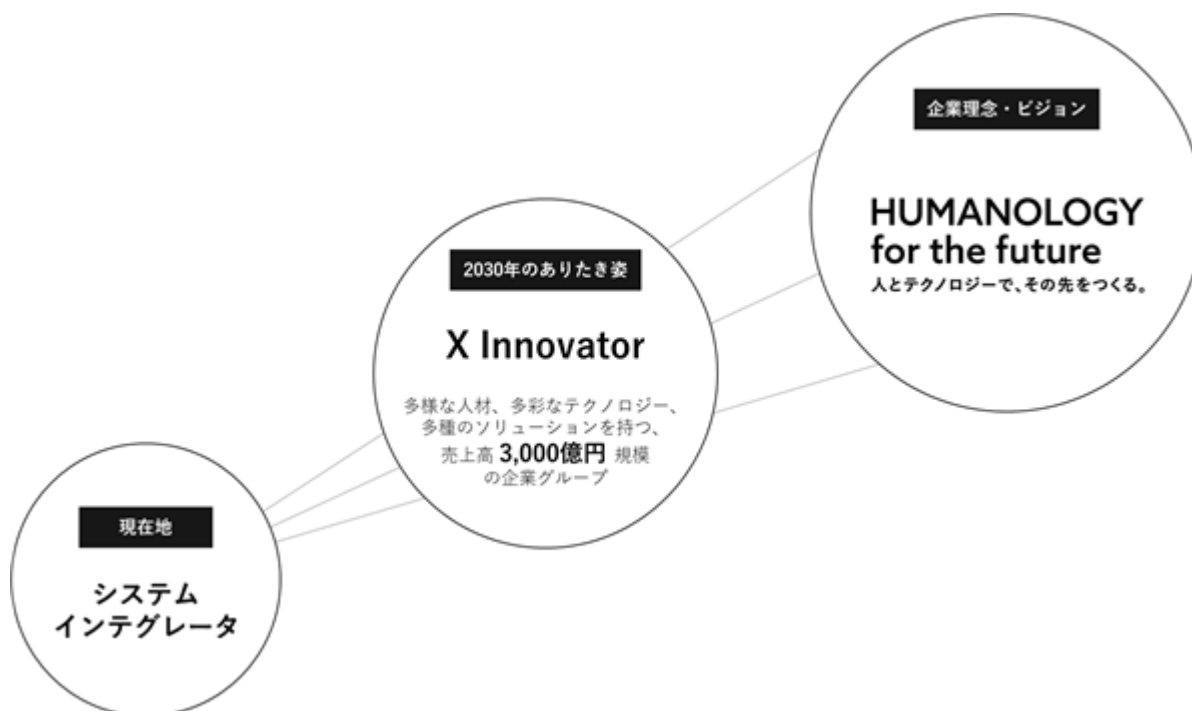 企業理念・ビジョン
HUMANOLOGY
for the future
人とテクノロジーで、その先をつくる。
2030年のありたき姿
X Innovator
多様な人材、多彩なテクノロジー、
多種のソリューションを持つ、
売上高 3,000億円 規模
の企業グループ
現在地
システム
インテグレータ